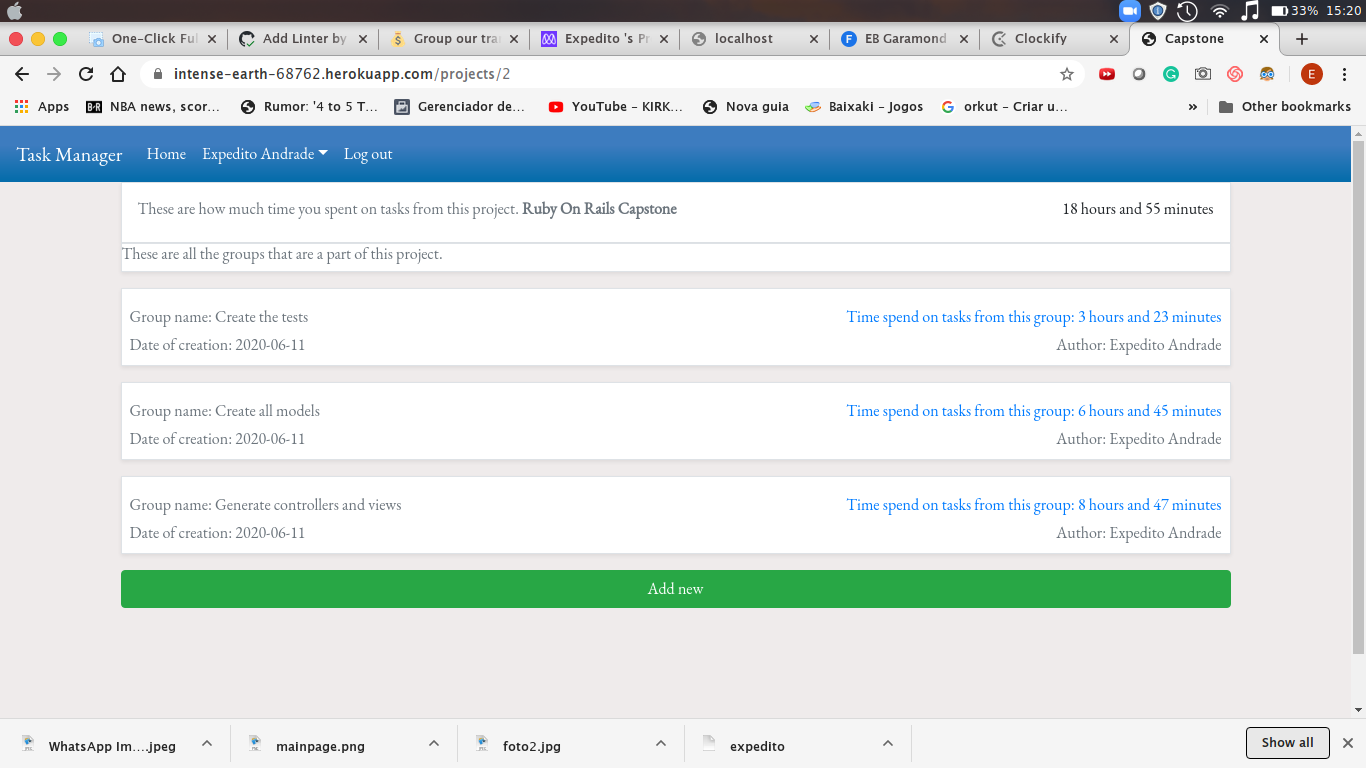 33% 15:20
One-Click Ful
Add Linter by
Group our tra
Expedito 's Pr
localhost
EB Garamond
Clockify
Capstone
intense-earth-68762.herokuapp.com/projects/2
E
Apps
B-R NBA news, scor...
Rumor: '4 to 5 T...
Gerenciador de...
YouTube – KIRK...
Nova guia
Baixaki – Jogos
orkut – Criar u...
»
Other bookmarks
Task Manager Home Expedito Andrade Log out
These are how much time you spent on tasks from this project. Ruby On Rails Capstone 18 hours and 55 minutes
These are all the groups that are a part of this project.
Group name: Create the tests Time spend on tasks from this group: 3 hours and 23 minutes
Date of creation: 2020-06-11 Author: Expedito Andrade
Group name: Create all models Time spend on tasks from this group: 6 hours and 45 minutes
Date of creation: 2020-06-11 Author: Expedito Andrade
Group name: Generate controllers and views Time spend on tasks from this group: 8 hours and 47 minutes
Date of creation: 2020-06-11 Author: Expedito Andrade
Add new
WhatsApp Im....jpeg mainpage.png foto2.jpg expedito Show all